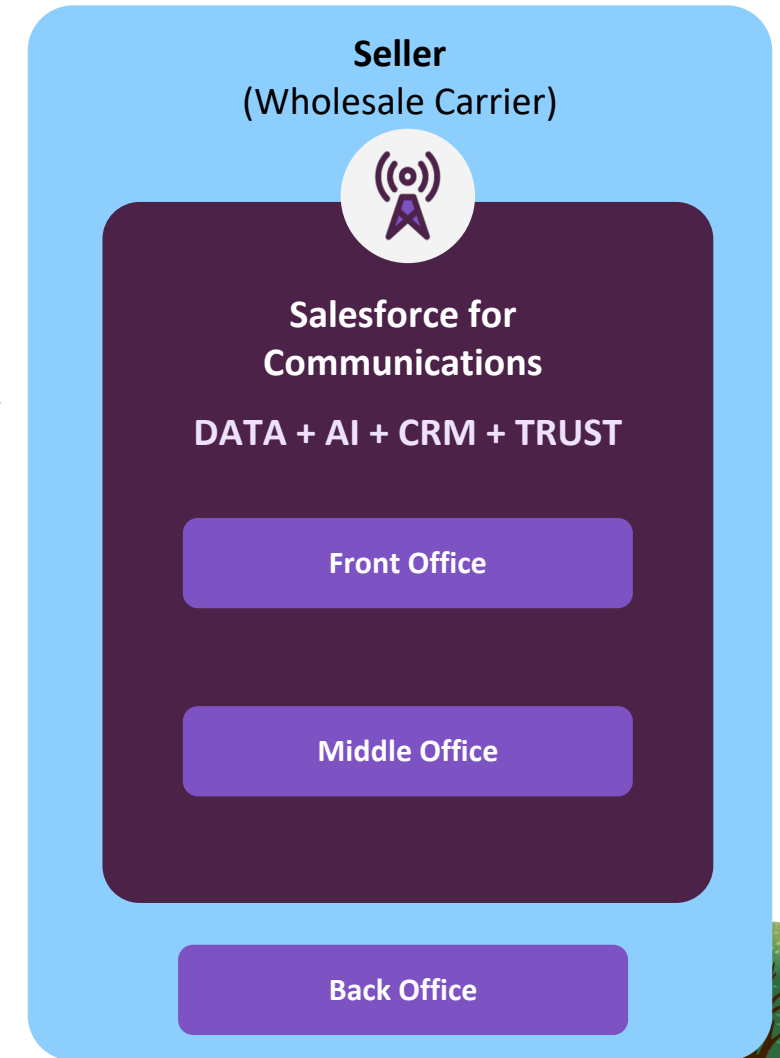 Seller
(Wholesale Carrier)
Salesforce for
Communications
DATA + AI + CRM + TRUST
Front Office
Middle Office
Back Office